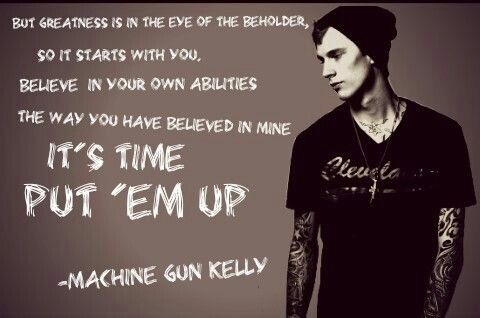 BUT GREATNESS IS IN THE EYE OF THE BEHOLDER,
SO IT STARTS WITH YOU.
BELIEVE IN YOUR OWN ABILITIES
THE WAY YOU HAVE BELIEVED IN MINE
IT'S TIME
PUT 'EM UP
-MACHINE GUN KELLY
Cleveland